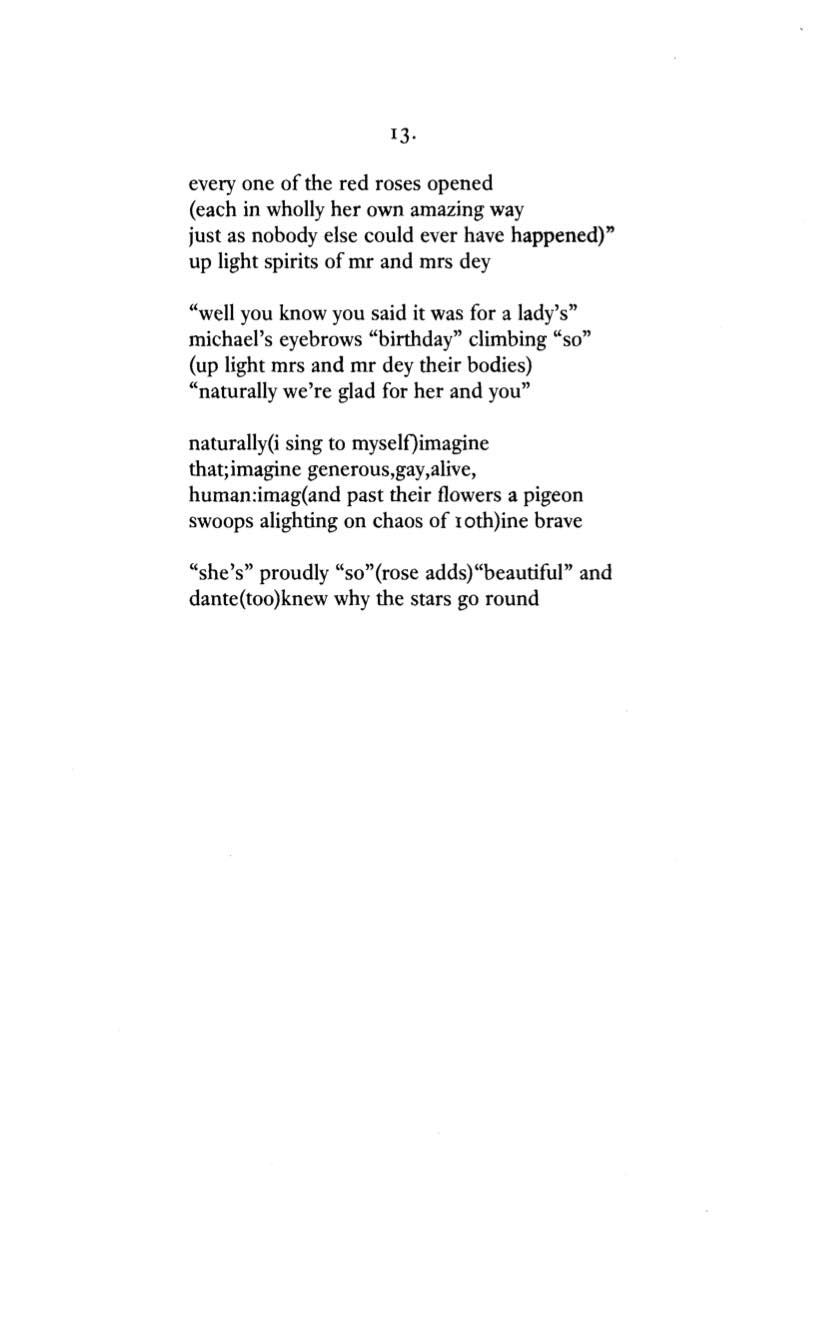 13.
every one of the red roses opened
(each in wholly her own amazing way
just as nobody else could ever have happened)”
up light spirits of mr and mrs dey
“well you know you said it was for a lady’s”
michael’s eyebrows “birthday” climbing “so”
(up light mrs and mr dey their bodies)
“naturally we’re glad for her and you”
naturally(i sing to myself)imagine
that;imagine generous,gay,alive,
human:imag(and past their flowers a pigeon
swoops alighting on chaos of 10th)ine brave
“she’s” proudly “so”(rose adds)“beautiful” and
dante(too)knew why the stars go round